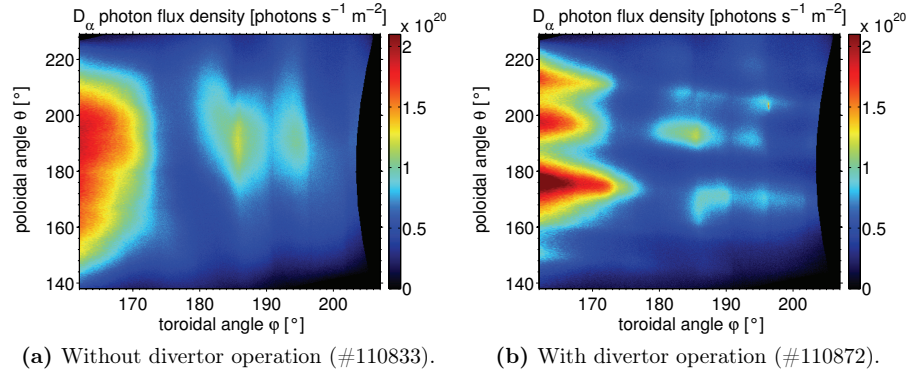 D_α photon flux density [photons s⁻¹ m⁻²]
x 10²⁰
220
200
180
160
140
poloidal angle θ [°]
170 180 190 200
toroidal angle φ [°]
2
1.5
1
0.5
0
(a) Without divertor operation (#110833).
D_α photon flux density [photons s⁻¹ m⁻²]
x 10²⁰
220
200
180
160
140
poloidal angle θ [°]
170 180 190 200
toroidal angle φ [°]
2
1.5
1
0.5
0
(b) With divertor operation (#110872).